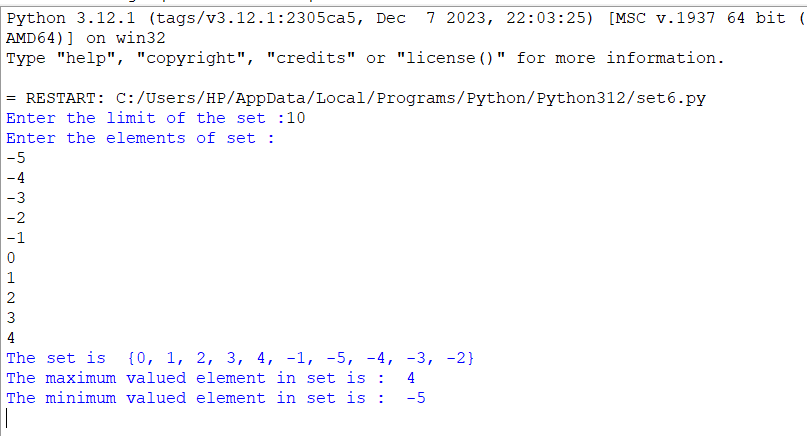 Python 3.12.1 (tags/v3.12.1:2305ca5, Dec  7 2023, 22:03:25) [MSC v.1937 64 bit (
AMD64)] on win32
Type "help", "copyright", "credits" or "license()" for more information.
= RESTART: C:/Users/HP/AppData/Local/Programs/Python/Python312/set6.py
Enter the limit of the set :10
Enter the elements of set :
-5
-4
-3
-2
-1
0
1
2
3
4
The set is  {0, 1, 2, 3, 4, -1, -5, -4, -3, -2}
The maximum valued element in set is :  4
The minimum valued element in set is :  -5